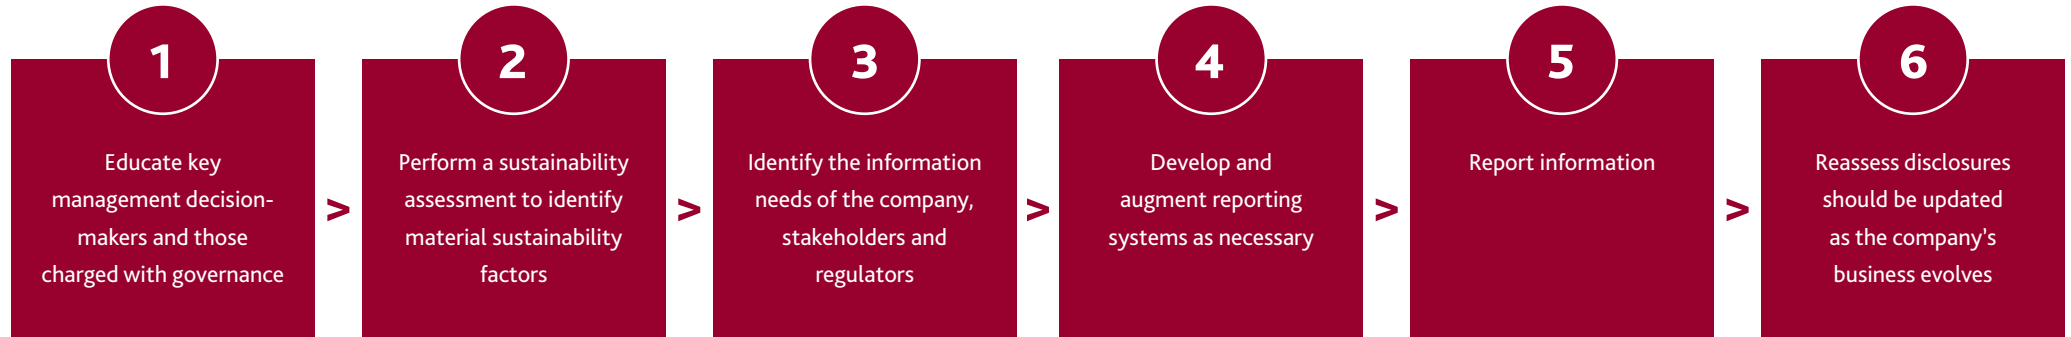 1
Educate key
management decision-
makers and those
charged with governance
>
2
Perform a sustainability
assessment to identify
material sustainability
factors
>
3
Identify the information
needs of the company,
stakeholders and
regulators
>
4
Develop and
augment reporting
systems as necessary
>
5
Report information
>
6
Reassess disclosures
should be updated
as the company's
business evolves